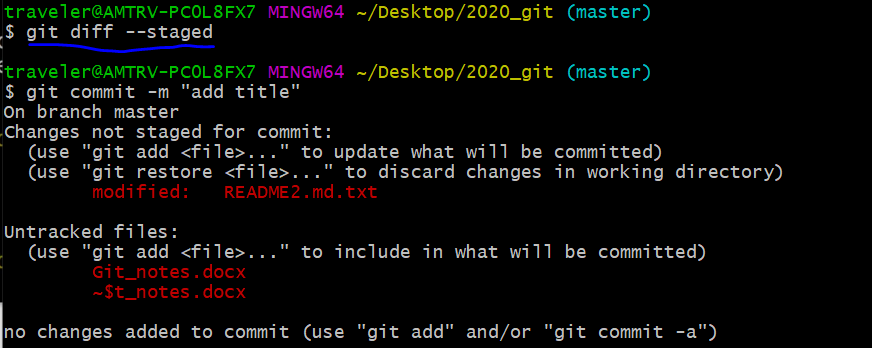 traveler@AMTRV-PCOL8FX7 MINGW64 ~/Desktop/2020_git (master)
$ git diff --staged
traveler@AMTRV-PCOL8FX7 MINGW64 ~/Desktop/2020_git (master)
$ git commit -m "add title"
On branch master
Changes not staged for commit:
  (use "git add <file>..." to update what will be committed)
  (use "git restore <file>..." to discard changes in working directory)
        modified:   README2.md.txt
Untracked files:
  (use "git add <file>..." to include in what will be committed)
        Git_notes.docx
        ~$t_notes.docx
no changes added to commit (use "git add" and/or "git commit -a")